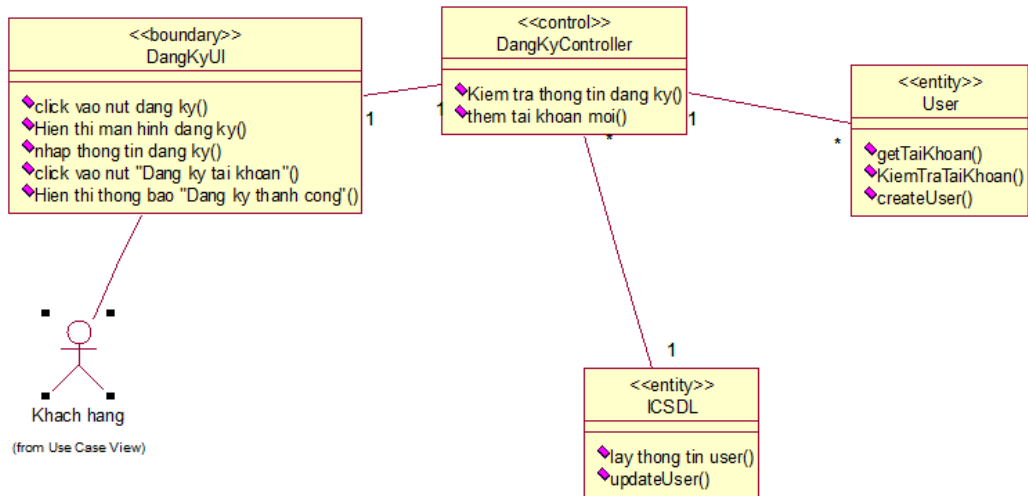 <<boundary>>
DangKyUI
click vao nut dang ky()
Hien thi man hinh dang ky()
nhap thong tin dang ky()
click vao nut "Dang ky tai khoan"()
Hien thi thong bao "Dang ky thanh cong"()
1
1
<<control>>
DangKyController
Kiem tra thong tin dang ky()
them tai khoan moi()
1
*
*
<<entity>>
User
getTaiKhoan()
KiemTraTaiKhoan()
createUser()
1
<<entity>>
ICSDL
lay thong tin user()
updateUser()
Khach hang
(from Use Case View)